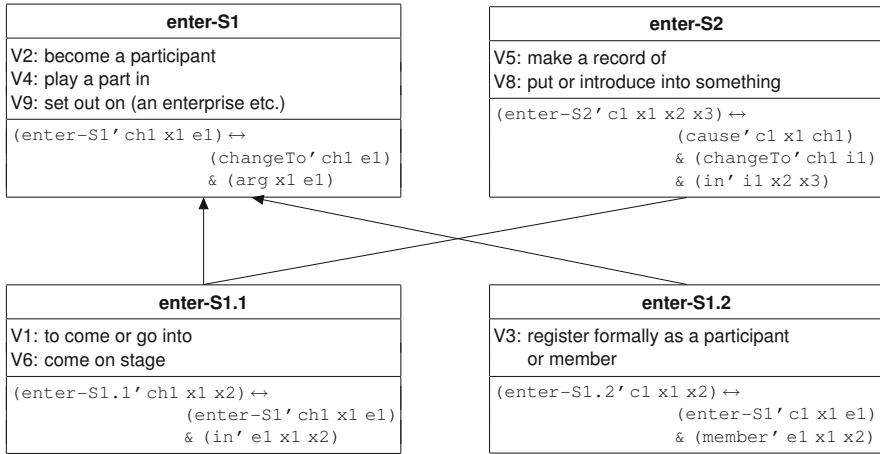 enter-S1
V2: become a participant
V4: play a part in
V9: set out on (an enterprise etc.)
(enter-S1′ ch1 x1 e1) ↔
(changeTo′ ch1 e1)
& (arg x1 e1)
enter-S2
V5: make a record of
V8: put or introduce into something
(enter-S2′ c1 x1 x2 x3) ↔
(cause′ c1 x1 ch1)
& (changeTo′ ch1 i1)
& (in′ i1 x2 x3)
enter-S1.1
V1: to come or go into
V6: come on stage
(enter-S1.1′ ch1 x1 x2) ↔
(enter-S1′ ch1 x1 e1)
& (in′ e1 x1 x2)
enter-S1.2
V3: register formally as a participant
or member
(enter-S1.2′ c1 x1 x2) ↔
(enter-S1′ c1 x1 e1)
& (member′ e1 x1 x2)